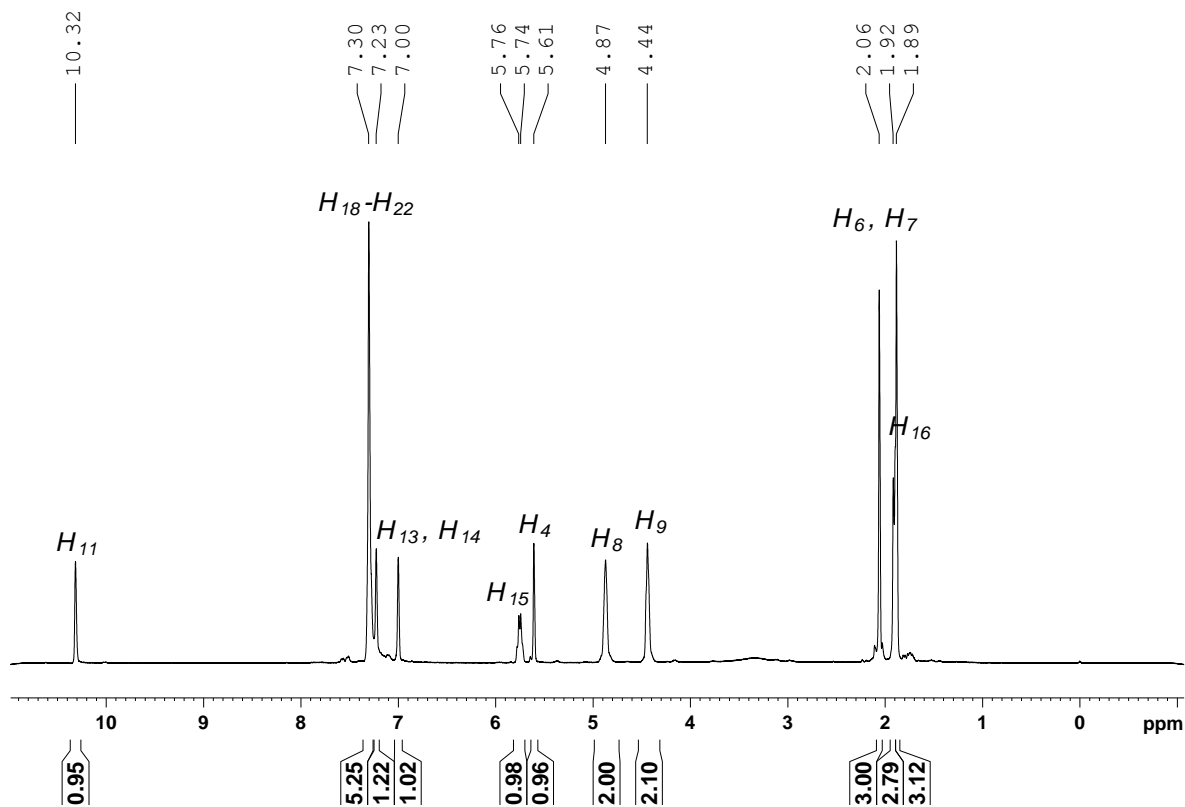 10.32 7.30 7.23 7.00 5.76 5.74 5.61 4.87 4.44 2.06 1.92 1.89
H18-H22
H6, H7
H16
H11
H13, H14
H4
H8
H9
H15
10 9 8 7 6 5 4 3 2 1 0 ppm
0.95 5.25 1.22 1.02 0.98 0.96 2.00 2.10 3.00 2.79 3.12